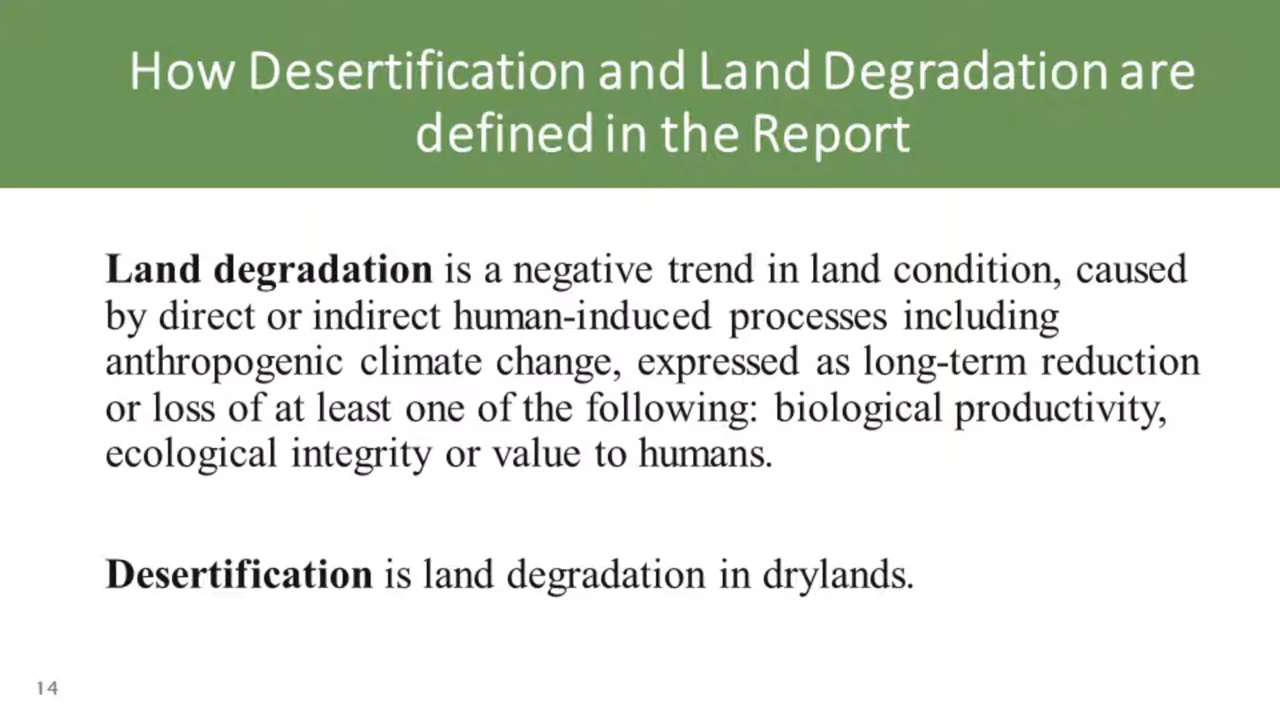 How Desertification and Land Degradation are
defined in the Report
Land degradation is a negative trend in land condition, caused
by direct or indirect human-induced processes including
anthropogenic climate change, expressed as long-term reduction
or loss of at least one of the following: biological productivity,
ecological integrity or value to humans.
Desertification is land degradation in drylands.
14